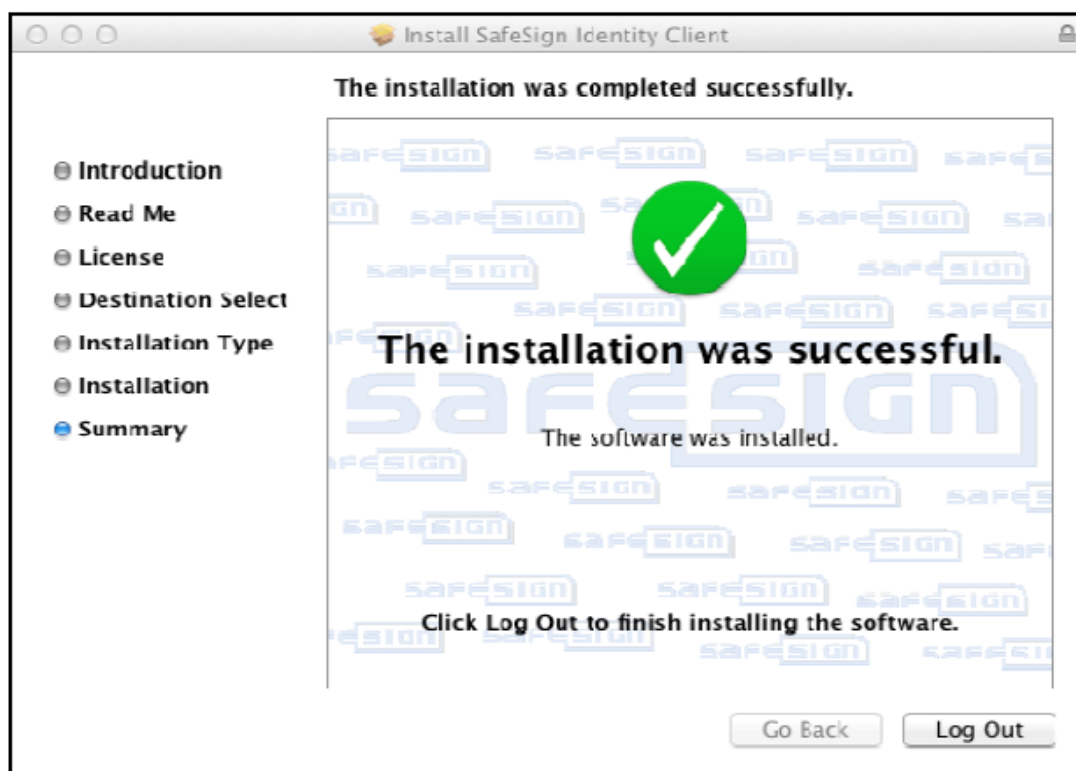 Install SafeSign Identity Client
The installation was completed successfully.
Introduction
Read Me
License
Destination Select
Installation Type
Installation
Summary
The installation was successful.
safesign
The software was installed.
Click Log Out to finish installing the software.
Go Back
Log Out